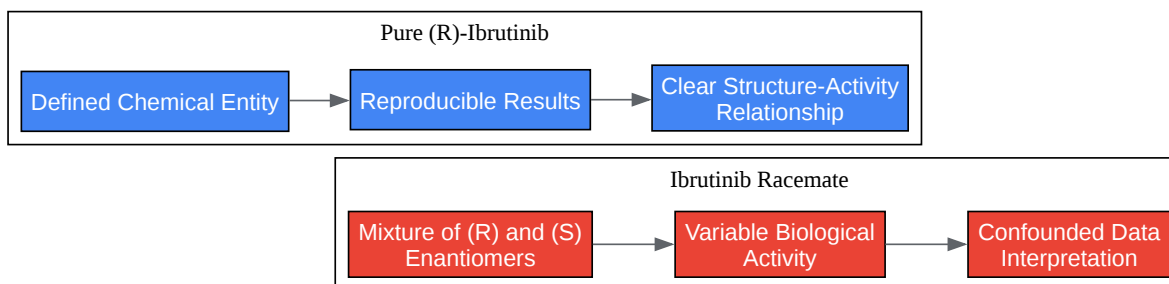 Pure (R)-Ibrutinib
Defined Chemical Entity
Reproducible Results
Clear Structure-Activity
Relationship
Ibrutinib Racemate
Mixture of (R) and (S)
Enantiomers
Variable Biological
Activity
Confounded Data
Interpretation